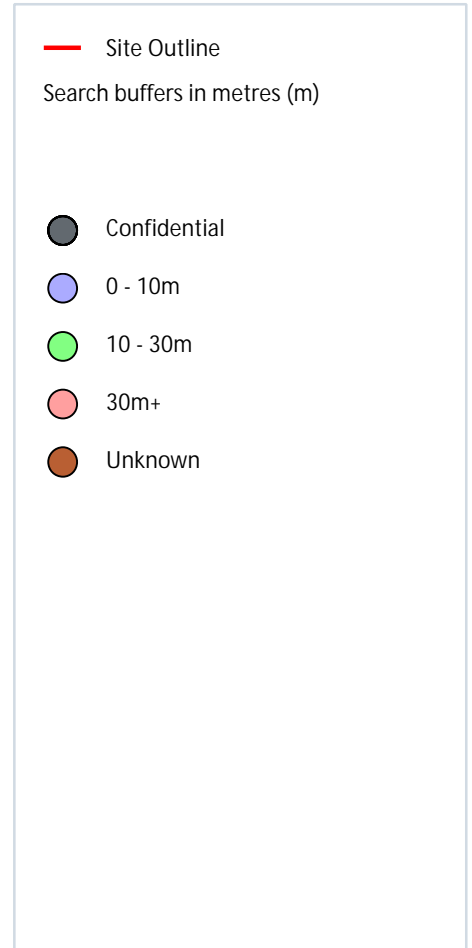 Site Outline
Search buffers in metres (m)
Confidential
0 - 10m
10 - 30m
30m+
Unknown